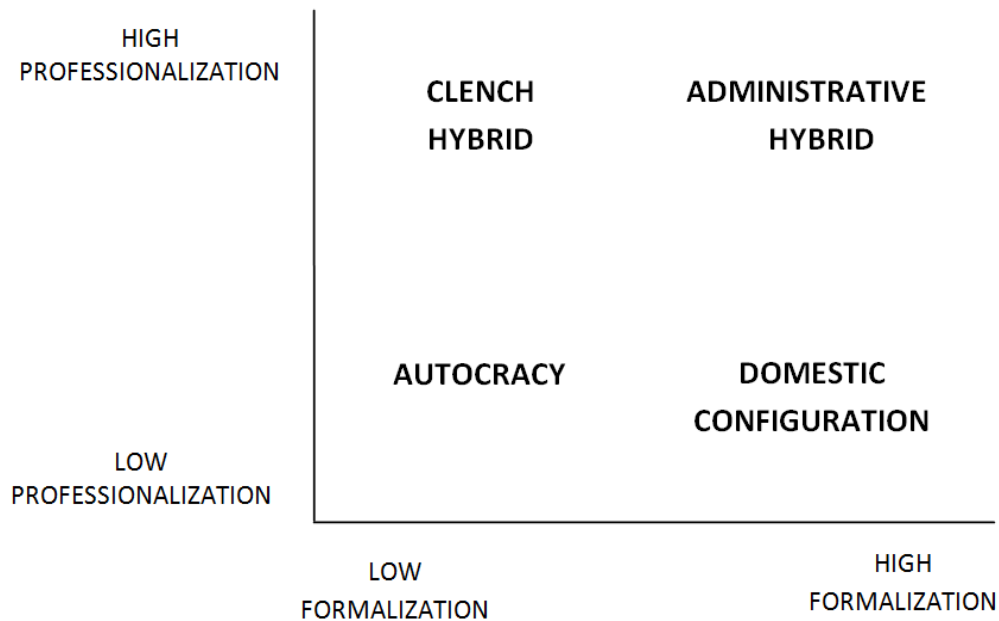 HIGH
PROFESSIONALIZATION
CLENCH
HYBRID
ADMINISTRATIVE
HYBRID
AUTOCRACY
DOMESTIC
CONFIGURATION
LOW
PROFESSIONALIZATION
LOW
FORMALIZATION
HIGH
FORMALIZATION